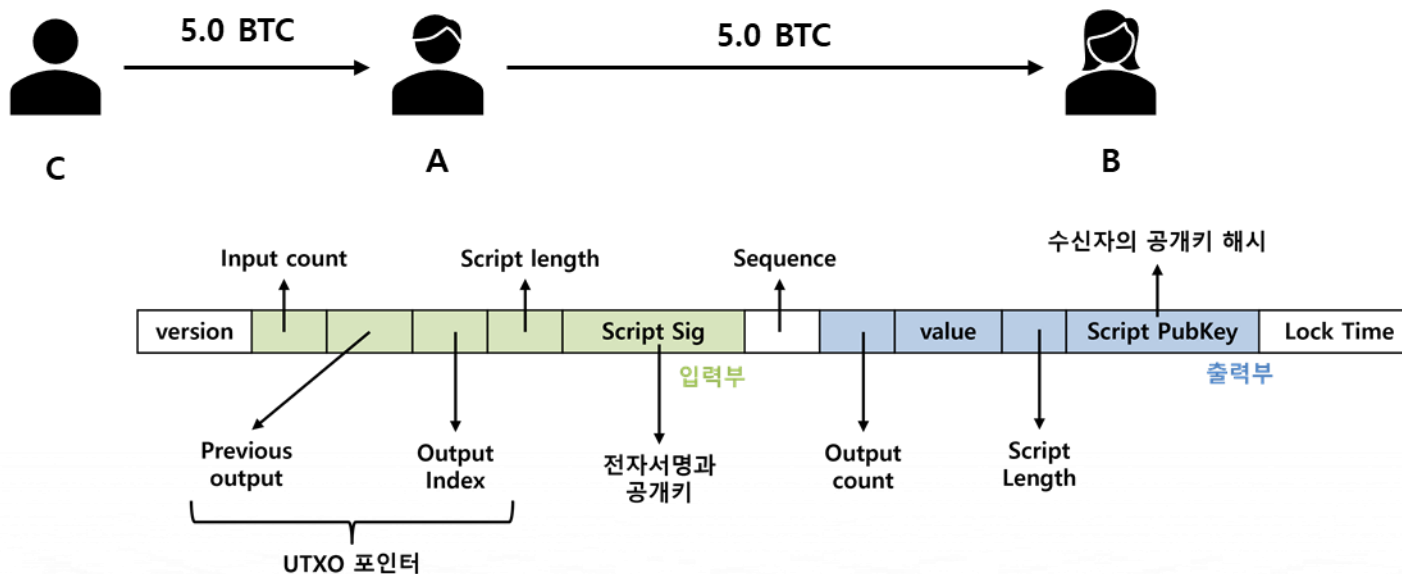 5.0 BTC
5.0 BTC
C
A
B
수신자의 공개키 해시
Input count
Script length
Sequence
version
Script Sig
value
Script PubKey
Lock Time
입력부
출력부
Previous
output
Output
Index
전자서명과
공개키
Output
count
Script
Length
UTXO 포인터